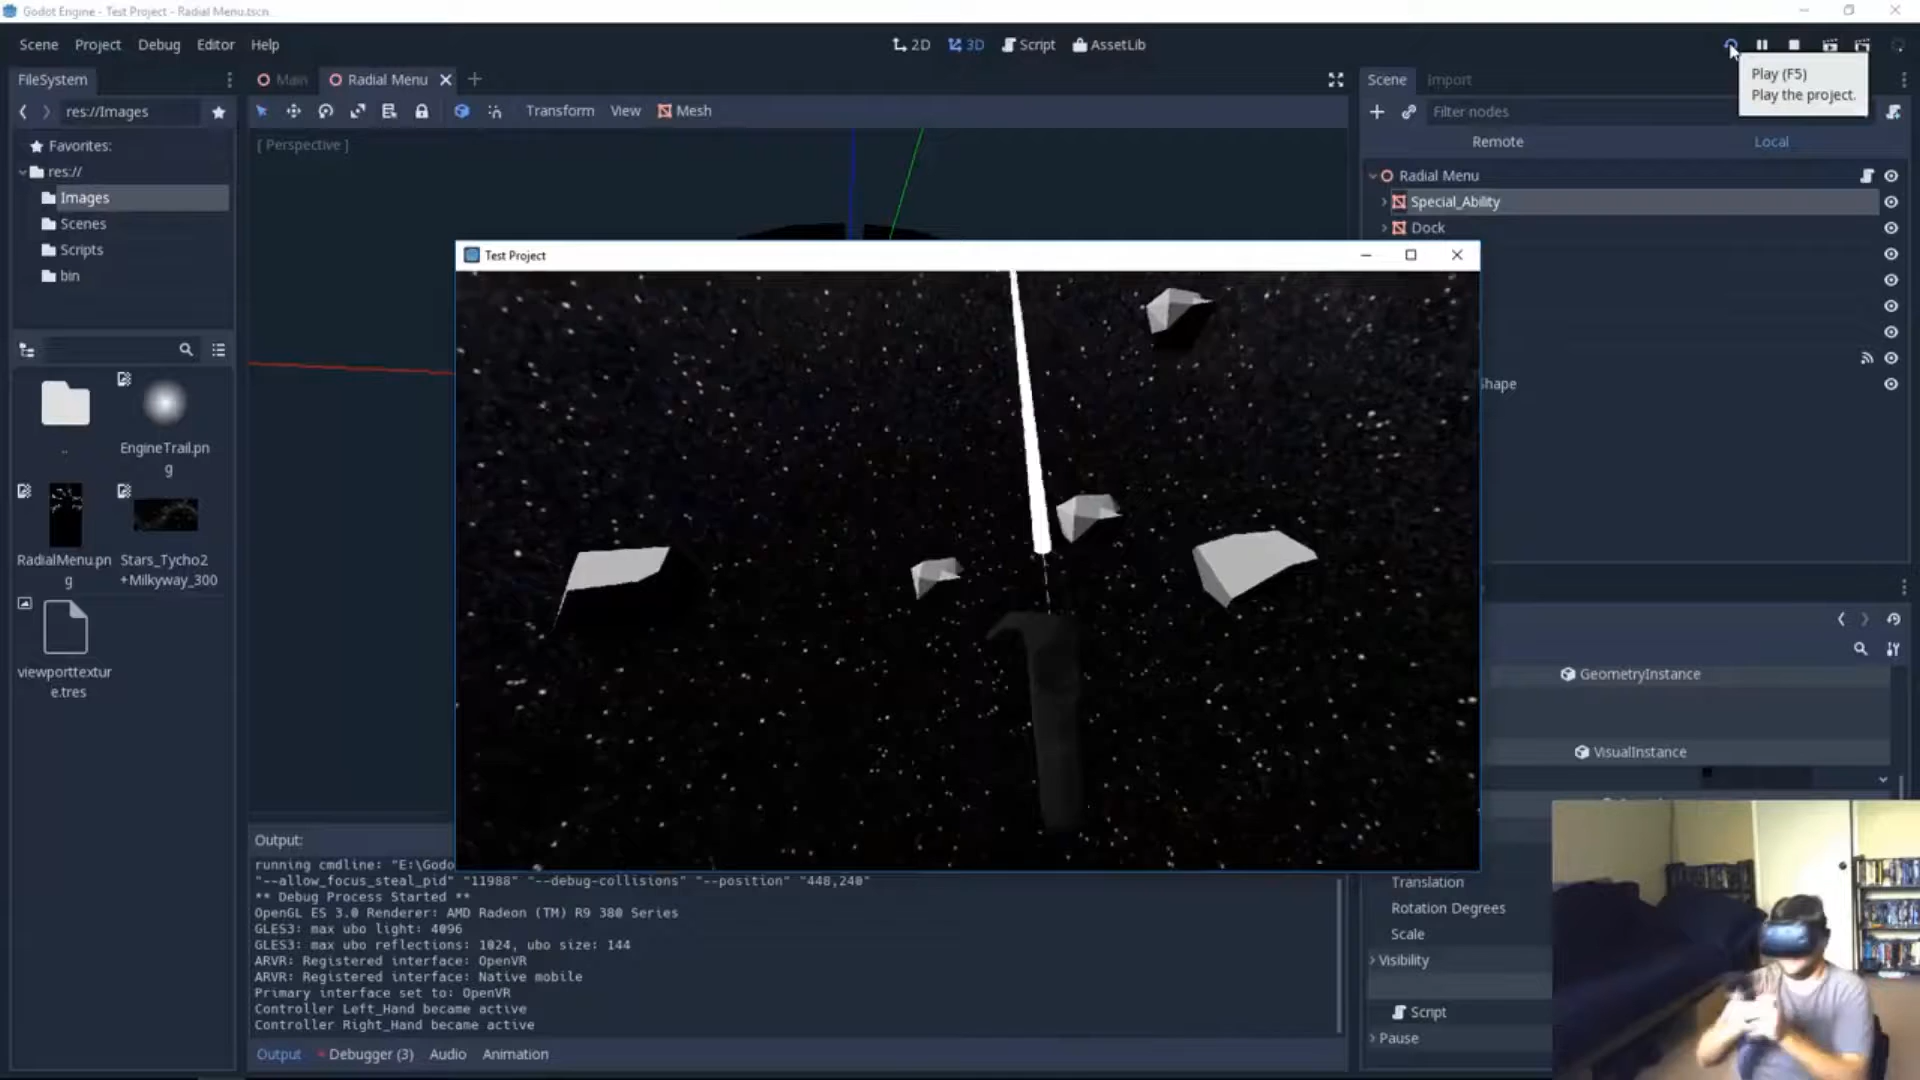 Godot Engine - Test Project - Radial Menu.tscn
Scene Project Debug Editor Help
2D 3D Script AssetLib
FileSystem
Main Radial Menu
Scene Import
Play (F5)
Play the project.
res://Images
Transform View Mesh
Filter nodes
[ Perspective ]
Remote Local
Favorites:
res://
Images
Scenes
Scripts
bin
Radial Menu
Special_Ability
Dock
Shape
Test Project
..
EngineTrail.pn
g
RadialMenu.pn
g
Stars_Tycho2
+Milkyway_300
viewporttextur
e.tres
GeometryInstance
VisualInstance
Translation
Rotation Degrees
Scale
Visibility
Script
Pause
Output:
running cmdline: "E:\Godo
"--allow_focus_steal_pid" "11988" "--debug-collisions" "--position" "448,240"
** Debug Process Started **
OpenGL ES 3.0 Renderer: AMD Radeon (TM) R9 380 Series
GLES3: max ubo light: 4096
GLES3: max ubo reflections: 1024, ubo size: 144
ARVR: Registered interface: OpenVR
ARVR: Registered interface: Native mobile
Primary interface set to: OpenVR
Controller Left_Hand became active
Controller Right_Hand became active
Output Debugger (3) Audio Animation